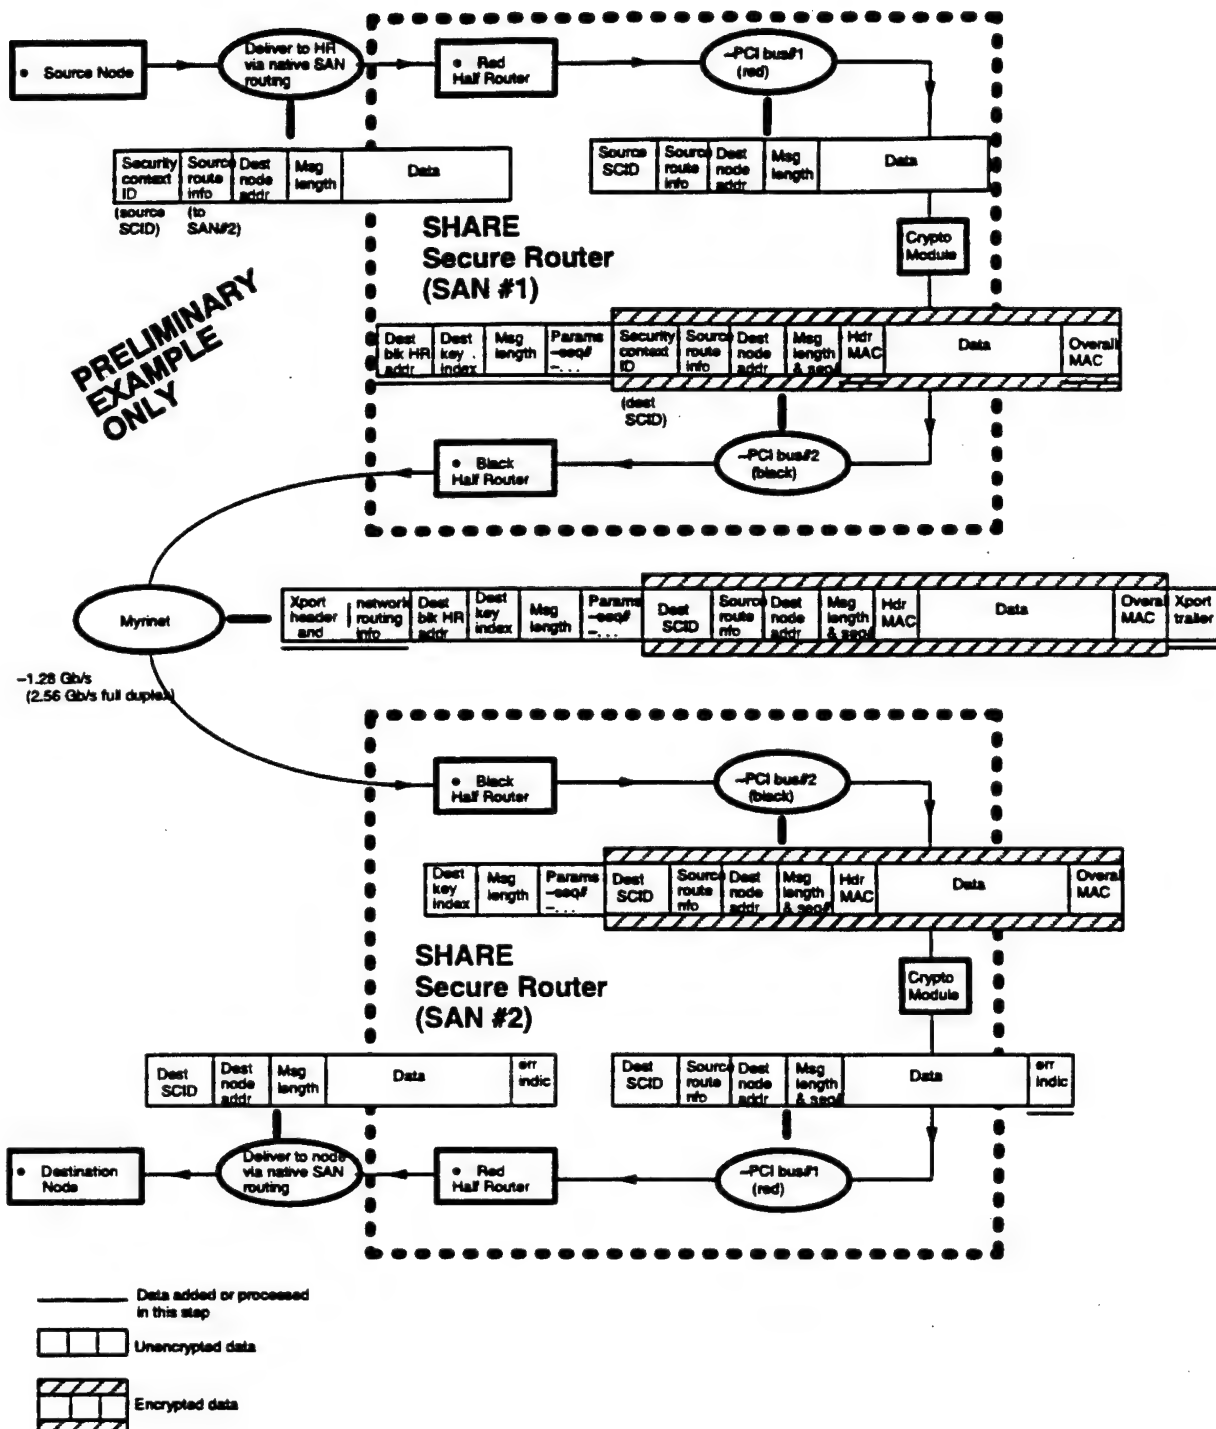 • Source Node
Deliver to HR
via native SAN
routing
• Red
Half Router
~PCI bus#1
(red)
Security
context
ID
Source
route
info
Dest
node
addr
Msg
length
Data
(source
SCID)
(to
SAN#2)
Source
SCID
Source
route
info
Dest
node
addr
Msg
length
Data
SHARE
Secure Router
(SAN #1)
Crypto
Module
PRELIMINARY
EXAMPLE
ONLY
Dest
blk HR
addr
Dest
key
index
Msg
length
Params
–seq#
–...
Security
context
ID
Source
route
info
Dest
node
addr
Msg
length
& seq#
Hdr
MAC
Data
Overall
MAC
(dest
SCID)
• Black
Half Router
~PCI bus#2
(black)
Myrinet
Xport
header
and
network
routing
info
Dest
blk HR
addr
Dest
key
index
Msg
length
Params
–seq#
–...
Dest
SCID
Source
route
nfo
Dest
node
addr
Msg
length
& seq#
Hdr
MAC
Data
Overall
MAC
Xport
trailer
~1.28 Gb/s
(2.56 Gb/s full duplex)
• Black
Half Router
~PCI bus#2
(black)
Dest
key
index
Msg
length
Params
–seq#
–...
Dest
SCID
Source
route
nfo
Dest
node
addr
Msg
length
& seq#
Hdr
MAC
Data
Overall
MAC
SHARE
Secure Router
(SAN #2)
Crypto
Module
Dest
SCID
Dest
node
addr
Msg
length
Data
err
indic
Dest
SCID
Source
route
nfo
Dest
node
addr
Msg
length
& seq#
Data
err
indic
• Destination
Node
Deliver to node
via native SAN
routing
• Red
Half Router
~PCI bus#1
(red)
Data added or processed
in this step
Unencrypted data
Encrypted data